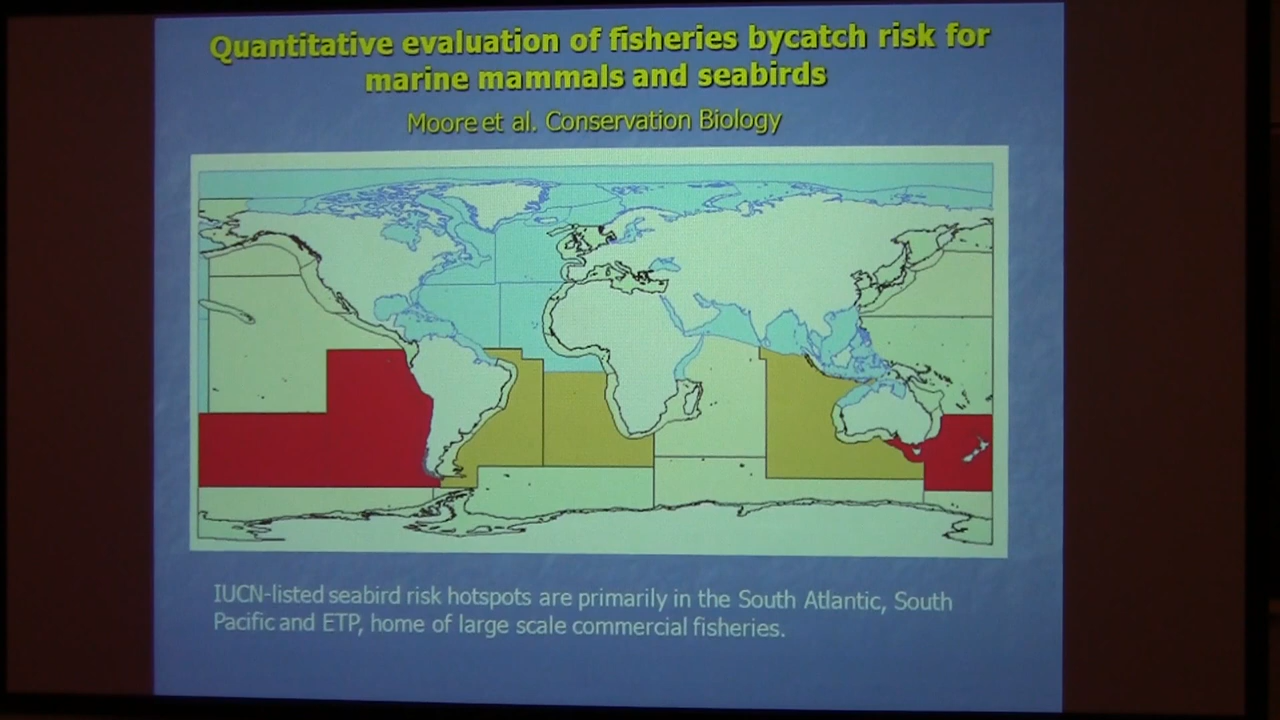 Quantitative evaluation of fisheries bycatch risk for
marine mammals and seabirds
Moore et al. Conservation Biology
IUCN-listed seabird risk hotspots are primarily in the South Atlantic, South
Pacific and ETP, home of large scale commercial fisheries.